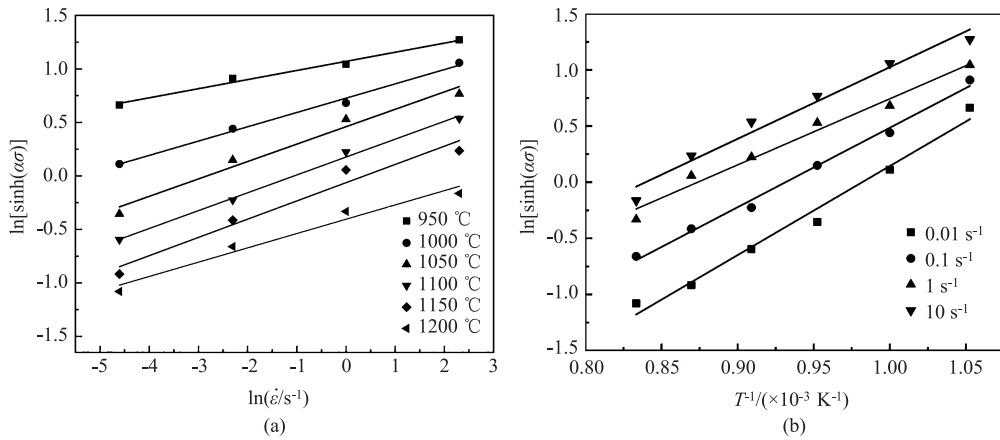 1.5
1.0
0.5
0.0
-0.5
-1.0
-1.5
ln[sinh(ασ)]
950 ℃
1000 ℃
1050 ℃
1100 ℃
1150 ℃
1200 ℃
-5 -4 -3 -2 -1 0 1 2 3
ln(ε̇/s⁻¹)
(a)
1.5
1.0
0.5
0.0
-0.5
-1.0
-1.5
ln[sinh(ασ)]
0.01 s⁻¹
0.1 s⁻¹
1 s⁻¹
10 s⁻¹
0.80 0.85 0.90 0.95 1.00 1.05
T⁻¹/(×10⁻³ K⁻¹)
(b)